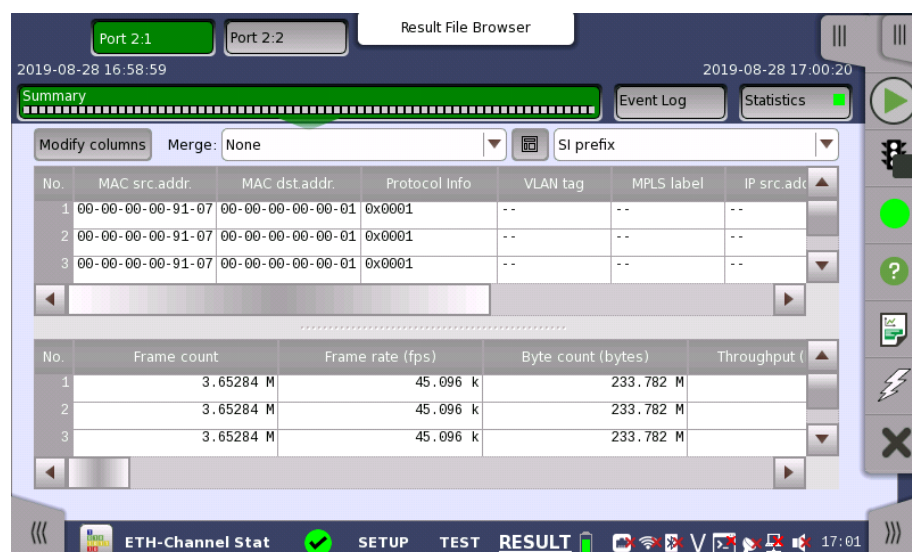 Result File Browser
Port 2:1 Port 2:2
2019-08-28 16:58:59 2019-08-28 17:00:20
Summary Event Log Statistics
Modify columns Merge: None SI prefix
No. MAC src.addr. MAC dst.addr. Protocol Info VLAN tag MPLS label IP src.adc
1 00-00-00-00-91-07 00-00-00-00-00-01 0x0001 -- -- --
2 00-00-00-00-91-07 00-00-00-00-00-01 0x0001 -- -- --
3 00-00-00-00-91-07 00-00-00-00-00-01 0x0001 -- -- --
No. Frame count Frame rate (fps) Byte count (bytes) Throughput (
1 3.65284 M 45.096 k 233.782 M
2 3.65284 M 45.096 k 233.782 M
3 3.65284 M 45.096 k 233.782 M
ETH-Channel Stat SETUP TEST RESULT V 17:01